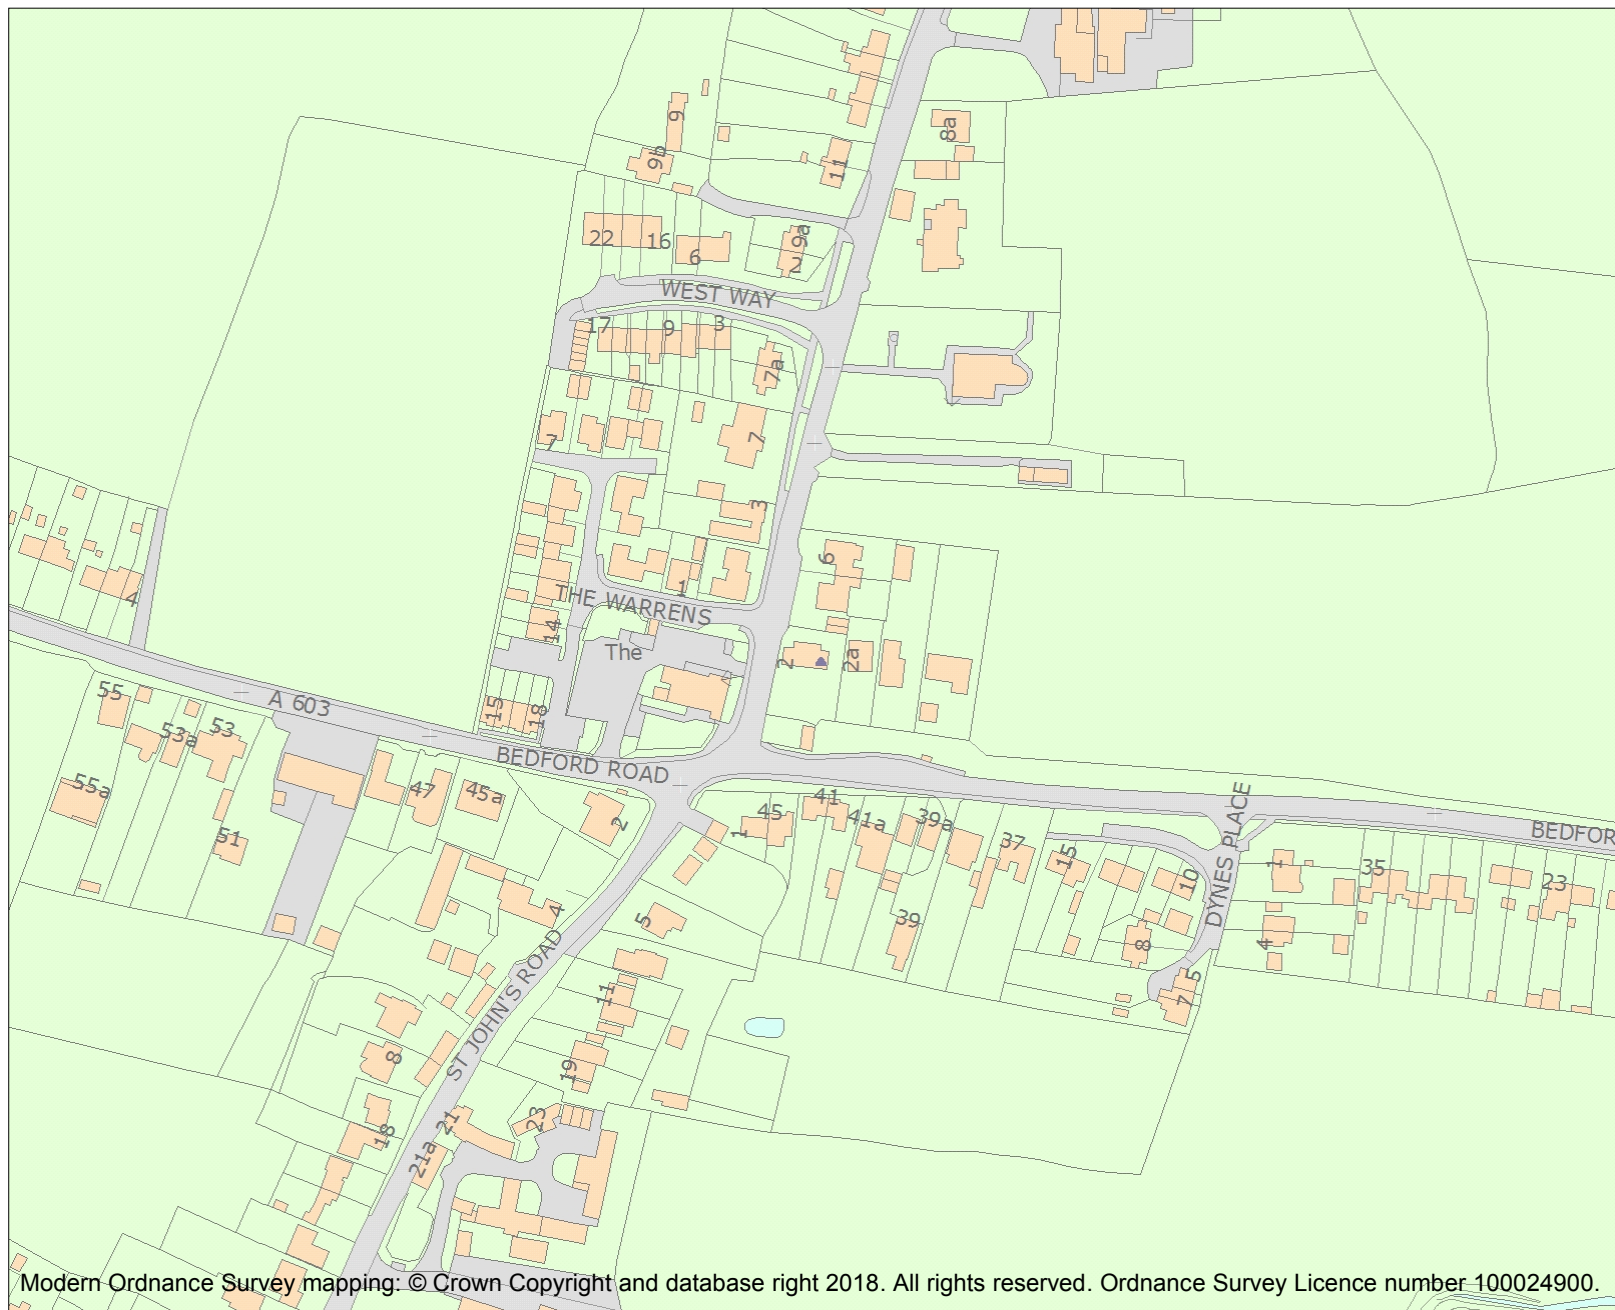 9
9b
8a
11
22
16
6
9a
2
WEST WAY
17
9
3
7a
7
7
3
6
1
THE WARRENS
14
The
2
2a
4
A 603
15
18
BEDFORD ROAD
55
53a
53
55a
51
47
45a
2
1
45
41
41a
39a
37
39
15
10
8
DYNES PLACE
BEDFOR
1
35
23
4
5
7
4
5
ST JOHN'S ROAD
11
8
19
18
21
23
21a
Modern Ordnance Survey mapping: © Crown Copyright and database right 2018. All rights reserved. Ordnance Survey Licence number 100024900.